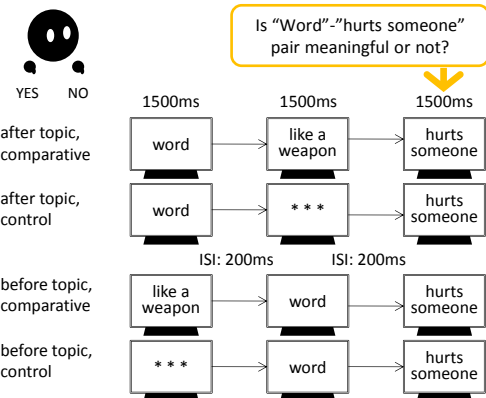 Is “Word”-”hurts someone”
pair meaningful or not?
YES NO
1500ms 1500ms 1500ms
after topic,
comparative
word
like a
weapon
hurts
someone
after topic,
control
word
* * *
hurts
someone
ISI: 200ms ISI: 200ms
before topic,
comparative
like a
weapon
word
hurts
someone
before topic,
control
* * *
word
hurts
someone